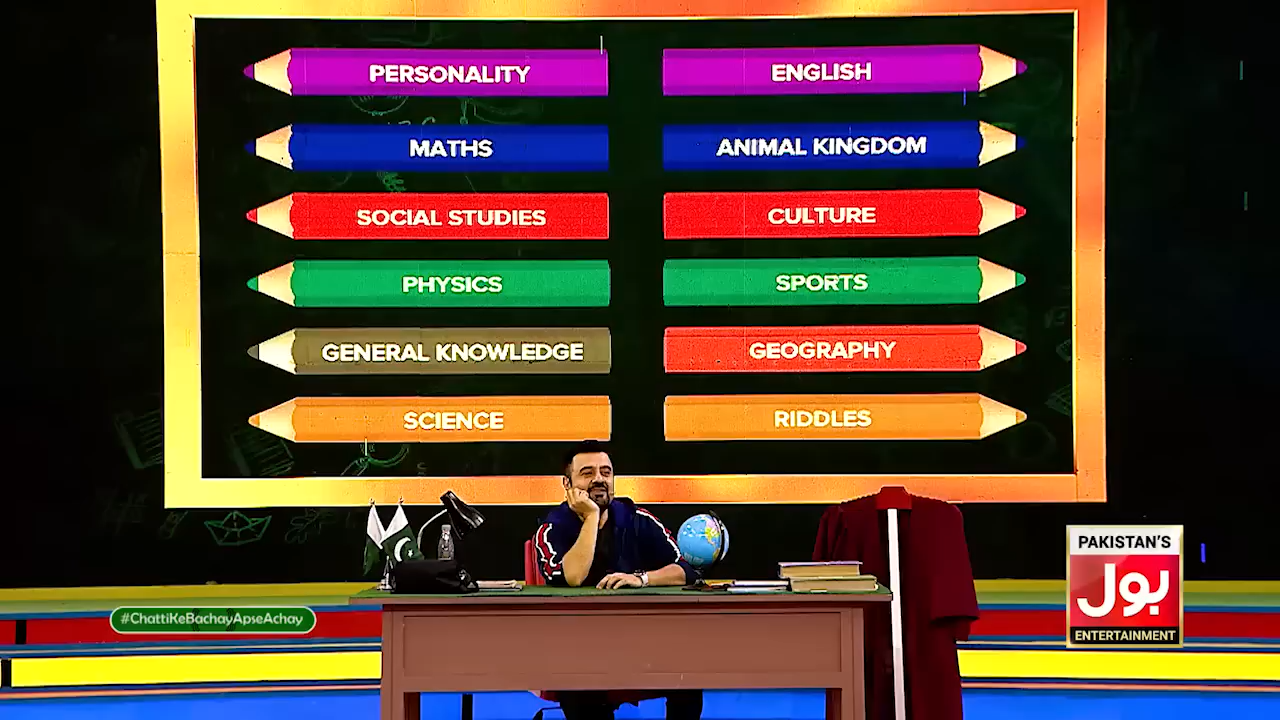 PERSONALITY
ENGLISH
MATHS
ANIMAL KINGDOM
SOCIAL STUDIES
CULTURE
PHYSICS
SPORTS
GENERAL KNOWLEDGE
GEOGRAPHY
SCIENCE
RIDDLES
#ChattiKeBachayApseAchay
PAKISTAN'S
بول
ENTERTAINMENT